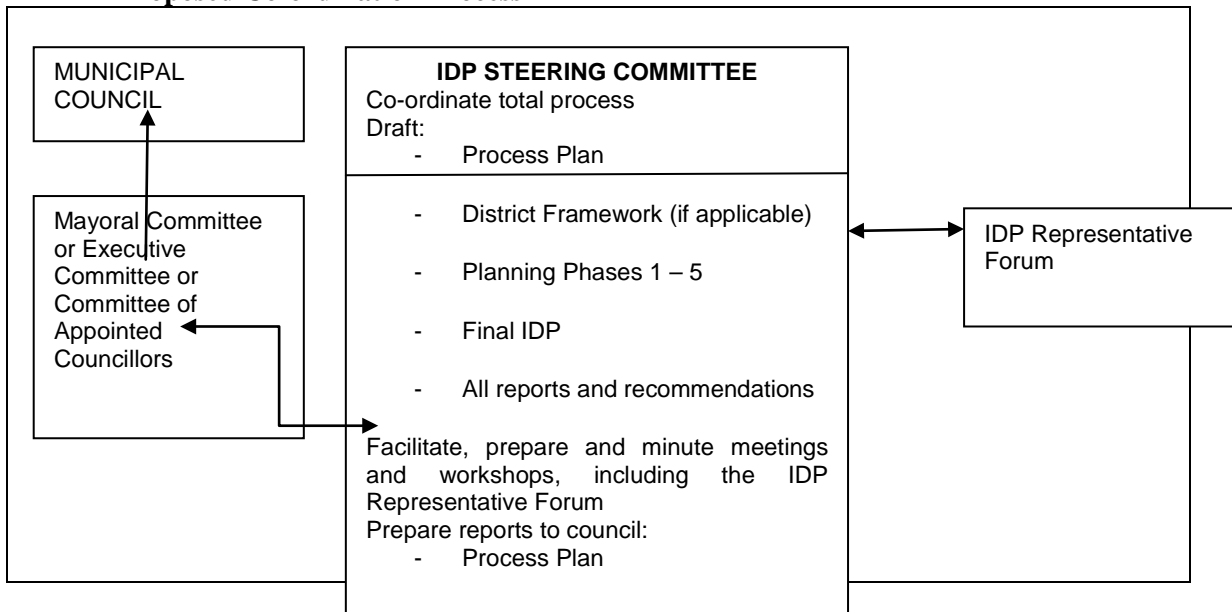 MUNICIPAL
COUNCIL
Mayoral Committee
or Executive
Committee or
Committee of
Appointed
Councillors
IDP STEERING COMMITTEE
Co-ordinate total process
Draft:
- Process Plan
- District Framework (if applicable)
- Planning Phases 1 – 5
- Final IDP
- All reports and recommendations
Facilitate, prepare and minute meetings
and workshops, including the IDP
Representative Forum
Prepare reports to council:
- Process Plan
IDP Representative
Forum